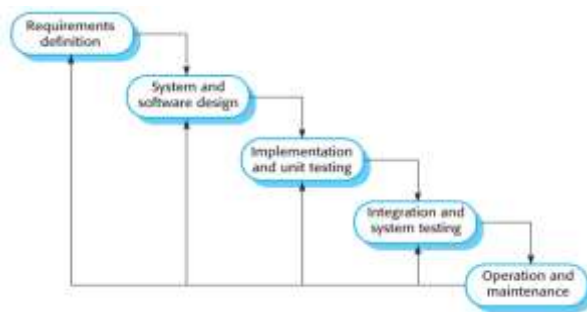 Requirements
definition
System and
software design
Implementation
and unit testing
Integration and
system testing
Operation and
maintenance